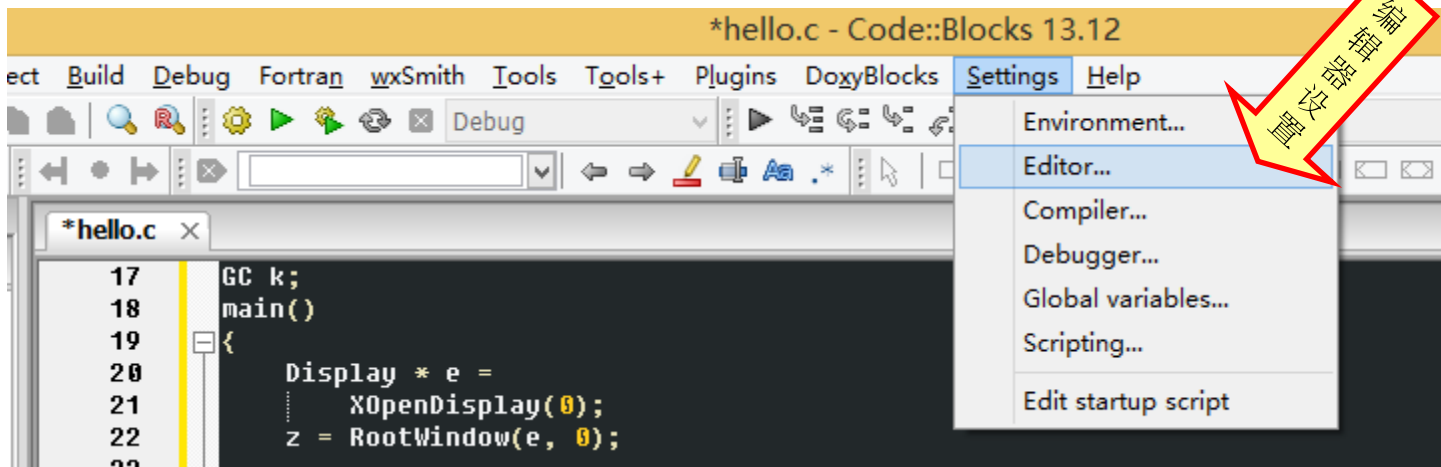 *hello.c - Code::Blocks 13.12
编辑器设置
ect Build Debug Fortran wxSmith Tools Tools+ Plugins DoxyBlocks Settings Help
Debug
Environment...
Editor...
Compiler...
Debugger...
Global variables...
Scripting...
Edit startup script
*hello.c
17 GC k;
18 main()
19 {
20 Display * e =
21 XOpenDisplay(0);
22 z = RootWindow(e, 0);